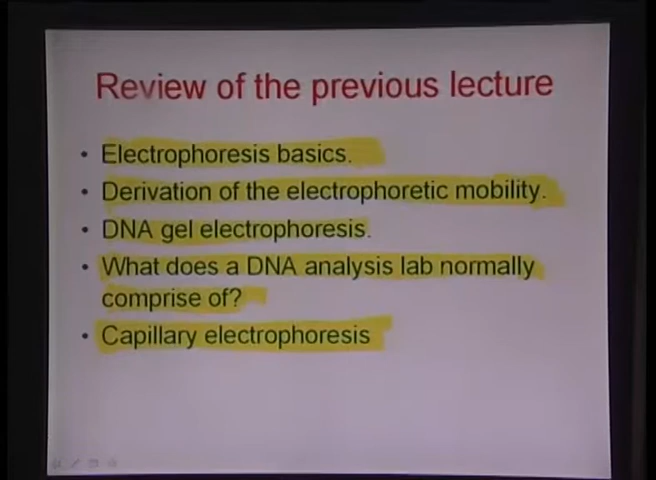 Review of the previous lecture
• Electrophoresis basics.
• Derivation of the electrophoretic mobility.
• DNA gel electrophoresis.
• What does a DNA analysis lab normally
comprise of?
• Capillary electrophoresis